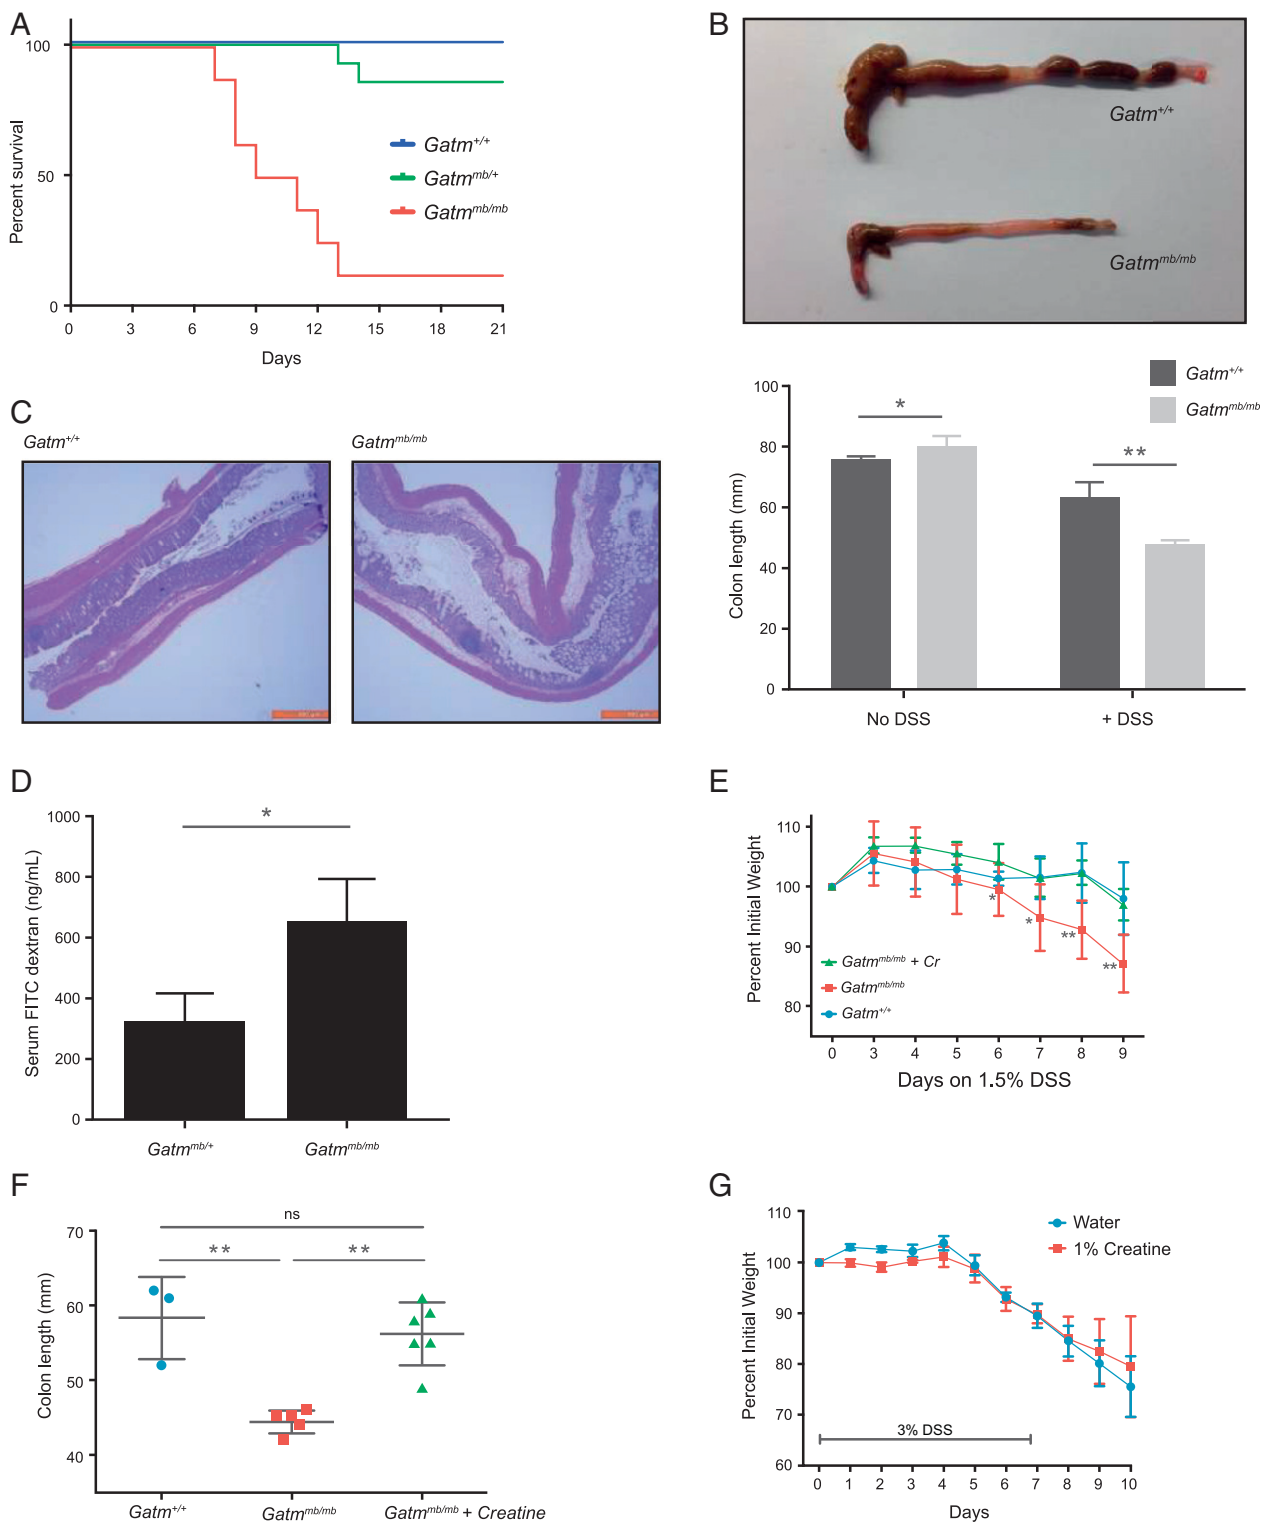 A
100
50
0
Percent survival
0 3 6 9 12 15 18 21
Days
Gatm+/+
Gatmmb/+
Gatmmb/mb
B
Gatm+/+
Gatmmb/mb
Gatm+/+
Gatmmb/mb
100
80
60
40
20
0
Colon length (mm)
*
**
No DSS + DSS
C
Gatm+/+ Gatmmb/mb
D
1000
800
600
400
200
0
Serum FITC dextran (ng/mL)
*
Gatmmb/+ Gatmmb/mb
E
110
100
90
80
Percent Initial Weight
*
*
**
**
Gatmmb/mb + Cr
Gatmmb/mb
Gatm+/+
0 3 4 5 6 7 8 9
Days on 1.5% DSS
F
70
60
50
40
Colon length (mm)
ns
** **
Gatm+/+ Gatmmb/mb Gatmmb/mb + Creatine
G
110
100
90
80
70
60
Percent Initial Weight
Water
1% Creatine
3% DSS
0 1 2 3 4 5 6 7 8 9 10
Days